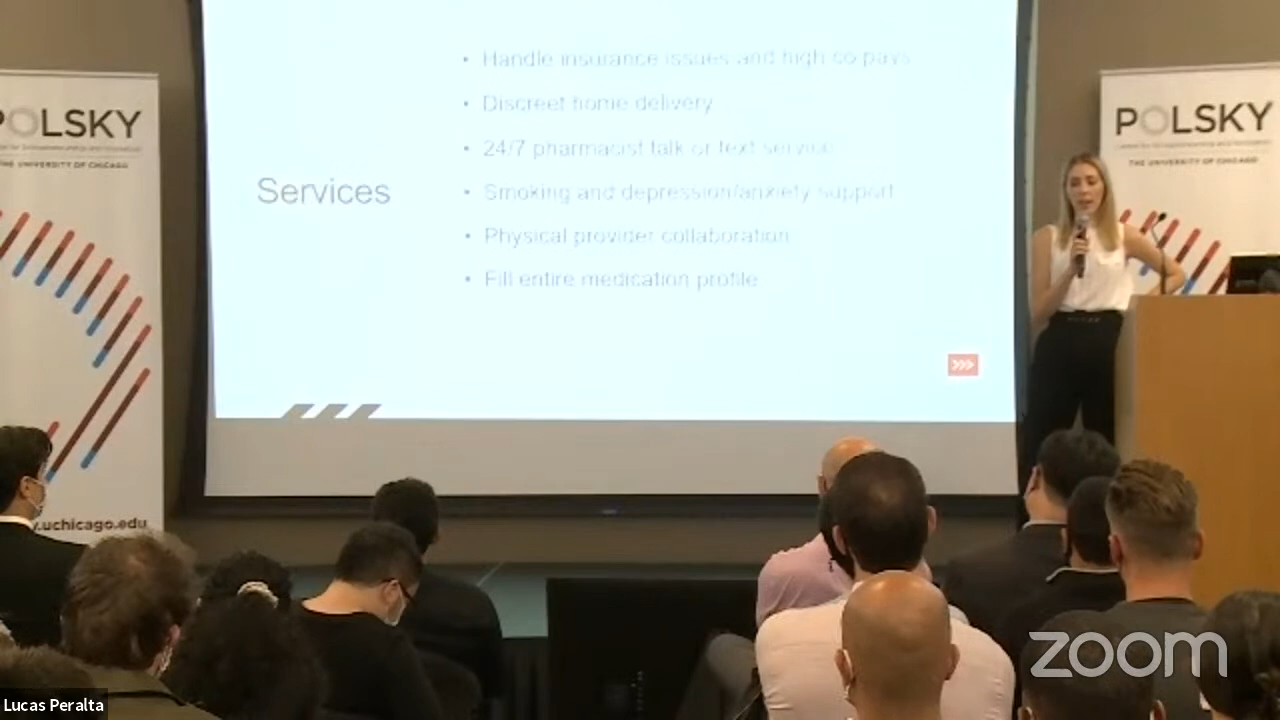 Services
• Handle insurance issues and high co pays
• Discreet home delivery
• 24/7 pharmacist talk or text service
• Smoking and depression/anxiety support
• Physical provider collaboration
• Fill entire medication profile
POLSKY
THE UNIVERSITY OF CHICAGO
.uchicago.edu
POLSKY
THE UNIVERSITY OF CHICAGO
zoom
Lucas Peralta